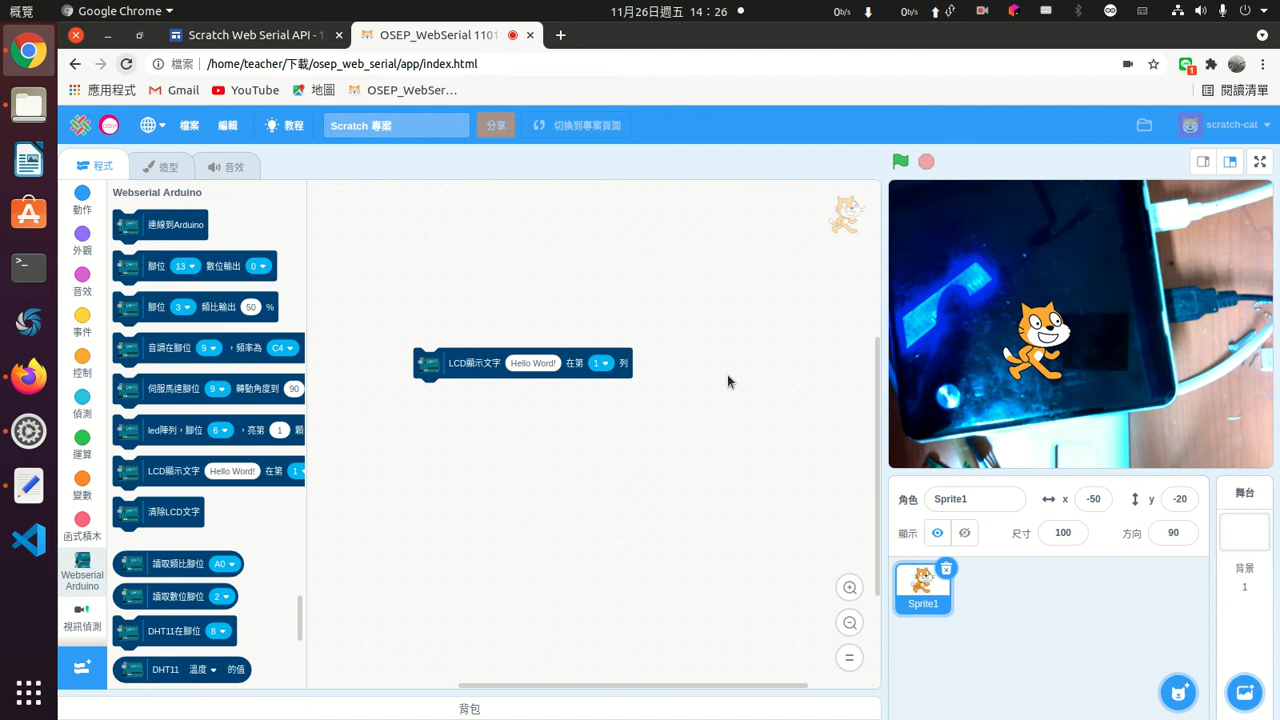 概覽
Google Chrome
11月26日週五 14：26
0b/s
0b/s
Scratch Web Serial API - 1
OSEP_WebSerial 1101
檔案
/home/teacher/下載/osep_web_serial/app/index.html
1
應用程式
Gmail
YouTube
地圖
OSEP_WebSer…
閱讀清單
檔案
編輯
教程
Scratch 專案
分享
切換到專案頁面
scratch-cat
程式
造型
音效
動作
外觀
音效
事件
控制
偵測
運算
變數
函式積木
Webserial
Arduino
視訊偵測
Webserial Arduino
連線到Arduino
腳位 13 數位輸出 0
腳位 3 類比輸出 50 %
音調在腳位 9 ，頻率為 C4
伺服馬達腳位 9 轉動角度到 90
led陣列，腳位 6 ，亮第 1 顆
LCD顯示文字 Hello Word! 在第 1
清除LCD文字
讀取類比腳位 A0
讀取數位腳位 2
DHT11在腳位 8
DHT11 溫度 的值
LCD顯示文字 Hello Word! 在第 1 列
背包
角色
Sprite1
x
-50
y
-20
顯示
尺寸
100
方向
90
Sprite1
舞台
背景
1